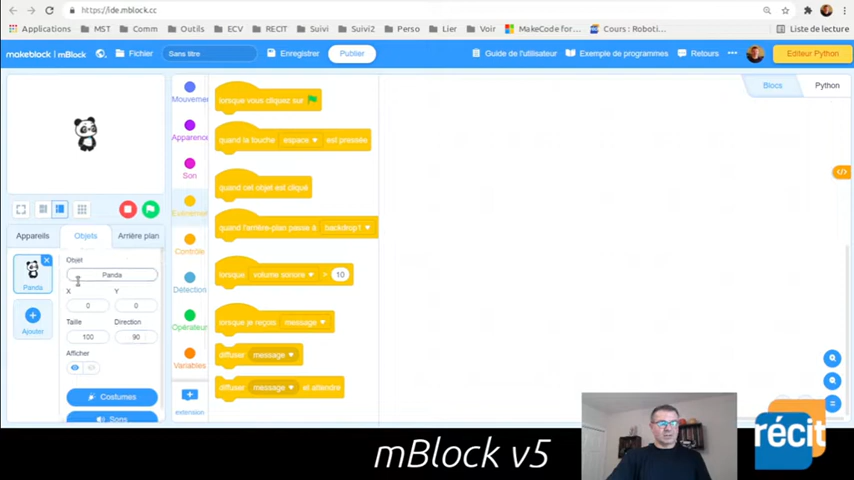 https://ide.mblock.cc
Applications MST Comm Outils ECV RECIT Suivi Suivi2 Perso Lier Voir MakeCode for... Cours : Roboti... Liste de lecture
makeblock | mBlock Fichier Sans titre Enregistrer Publier Guide de l'utilisateur Exemple de programmes Retours Éditeur Python
Blocs Python
Mouvemen
Apparence
Son
Evénemen
Contrôle
Détection
Opérateur
Variables
extension
lorsque vous cliquez sur
quand la touche espace est pressée
quand cet objet est cliqué
quand l'arrière-plan passe à backdrop1
lorsque volume sonore > 10
lorsque je reçois message
diffuser message
diffuser message et attendre
Appareils Objets Arrière plan
Panda
Ajouter
Objet
Panda
X Y
0 0
Taille Direction
100 90
Afficher
Costumes
Sons
mBlock v5
récit